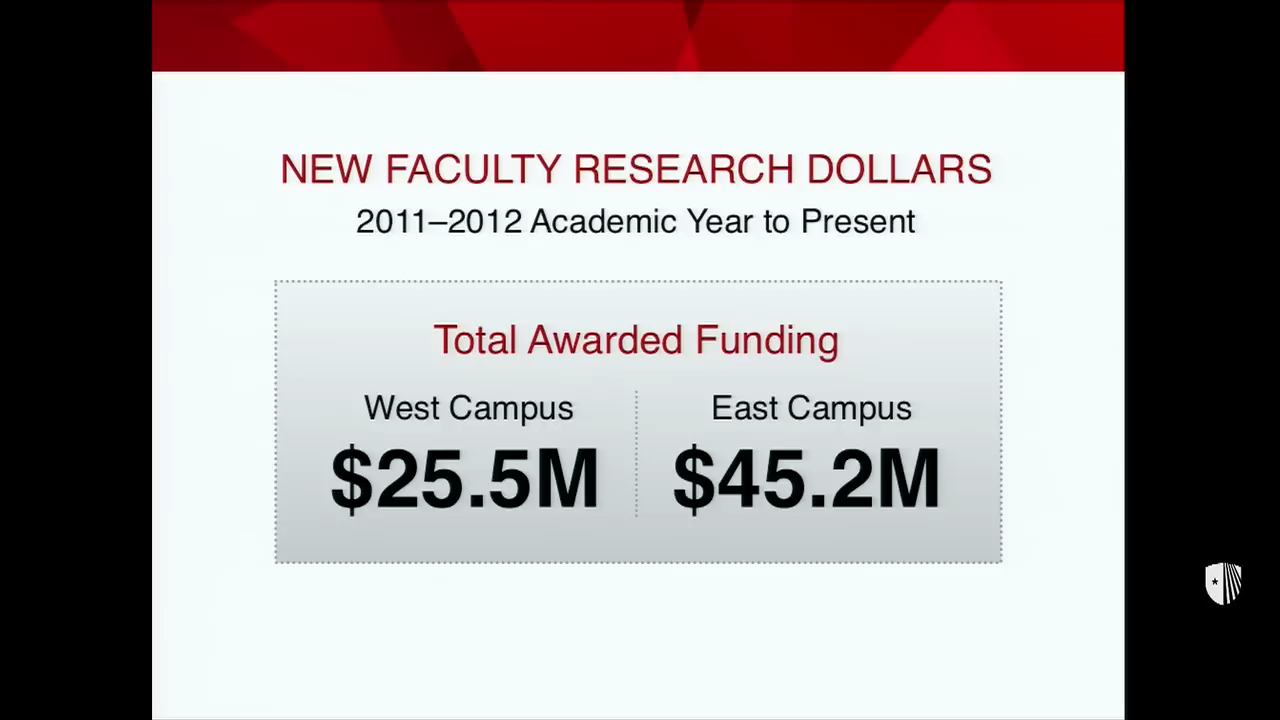 NEW FACULTY RESEARCH DOLLARS
2011–2012 Academic Year to Present
Total Awarded Funding
West Campus
$25.5M
East Campus
$45.2M